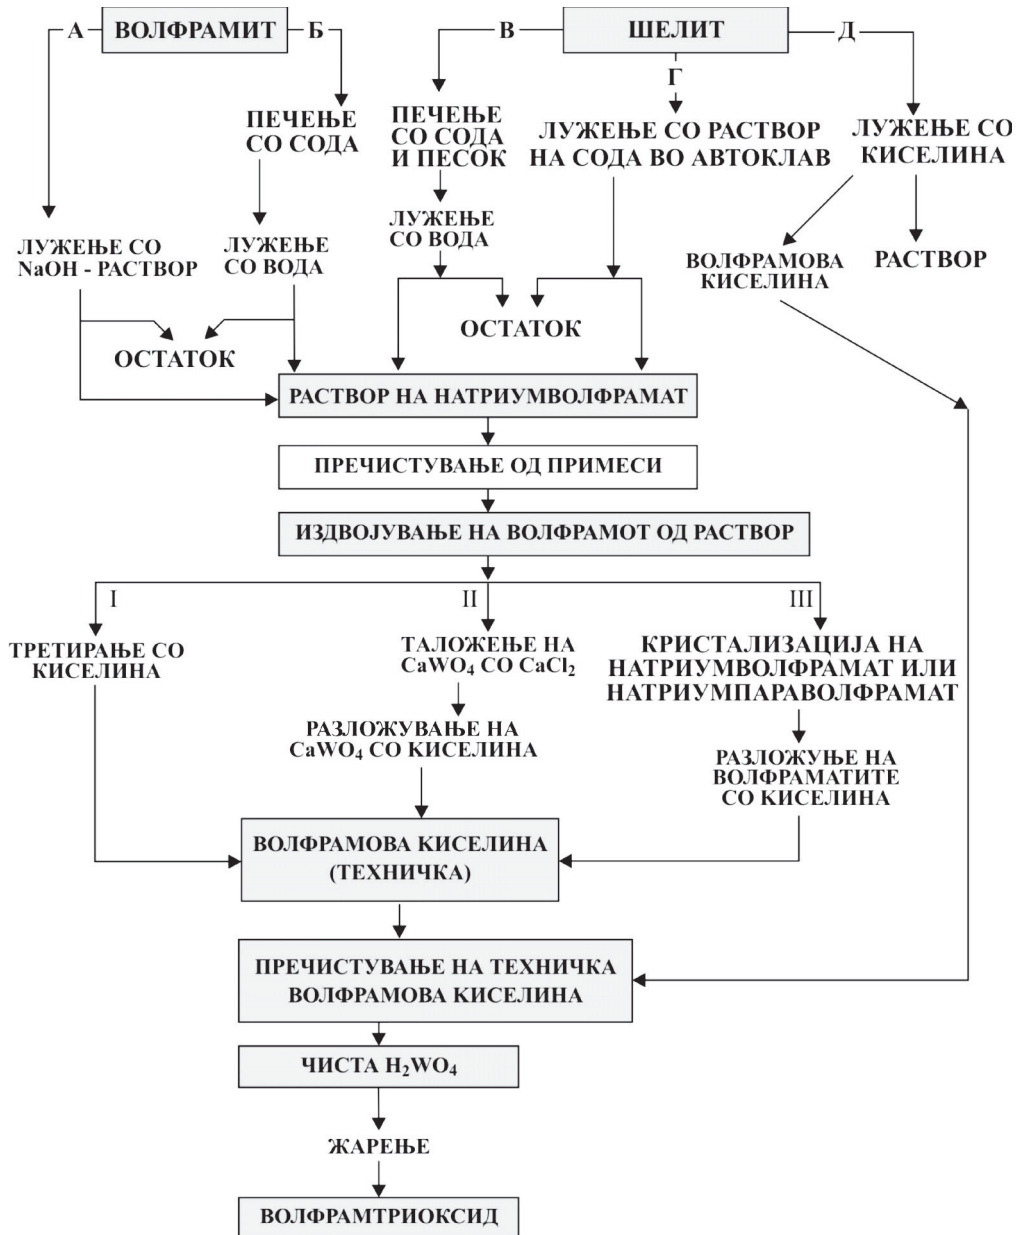 А
ВОЛФРАМИТ
Б
В
ШЕЛИТ
Д
Г
ПЕЧЕЊЕ
СО СОДА
ПЕЧЕЊЕ
СО СОДА
И ПЕСОК
ЛУЖЕЊЕ СО РАСТВОР
НА СОДА ВО АВТОКЛАВ
ЛУЖЕЊЕ СО
КИСЕЛИНА
ЛУЖЕЊЕ СО
NaOH - РАСТВОР
ЛУЖЕЊЕ
СО ВОДА
ЛУЖЕЊЕ
СО ВОДА
ВОЛФРАМОВА
КИСЕЛИНА
РАСТВОР
ОСТАТОК
ОСТАТОК
РАСТВОР НА НАТРИУМВОЛФРАМАТ
ПРЕЧИСТУВАЊЕ ОД ПРИМЕСИ
ИЗДВОЈУВАЊЕ НА ВОЛФРАМОТ ОД РАСТВОР
I
II
III
ТРЕТИРАЊЕ СО
КИСЕЛИНА
ТАЛОЖЕЊЕ НА
CaWO₄ СО CaCl₂
КРИСТАЛИЗАЦИЈА НА
НАТРИУМВОЛФРАМАТ ИЛИ
НАТРИУМПАРАВОЛФРАМАТ
РАЗЛОЖУВАЊЕ НА
CaWO₄ СО КИСЕЛИНА
РАЗЛОЖУЊЕ НА
ВОЛФРАМАТИТЕ
СО КИСЕЛИНА
ВОЛФРАМОВА КИСЕЛИНА
(ТЕХНИЧКА)
ПРЕЧИСТУВАЊЕ НА ТЕХНИЧКА
ВОЛФРАМОВА КИСЕЛИНА
ЧИСТА H₂WO₄
ЖАРЕЊЕ
ВОЛФРАМТРИОКСИД